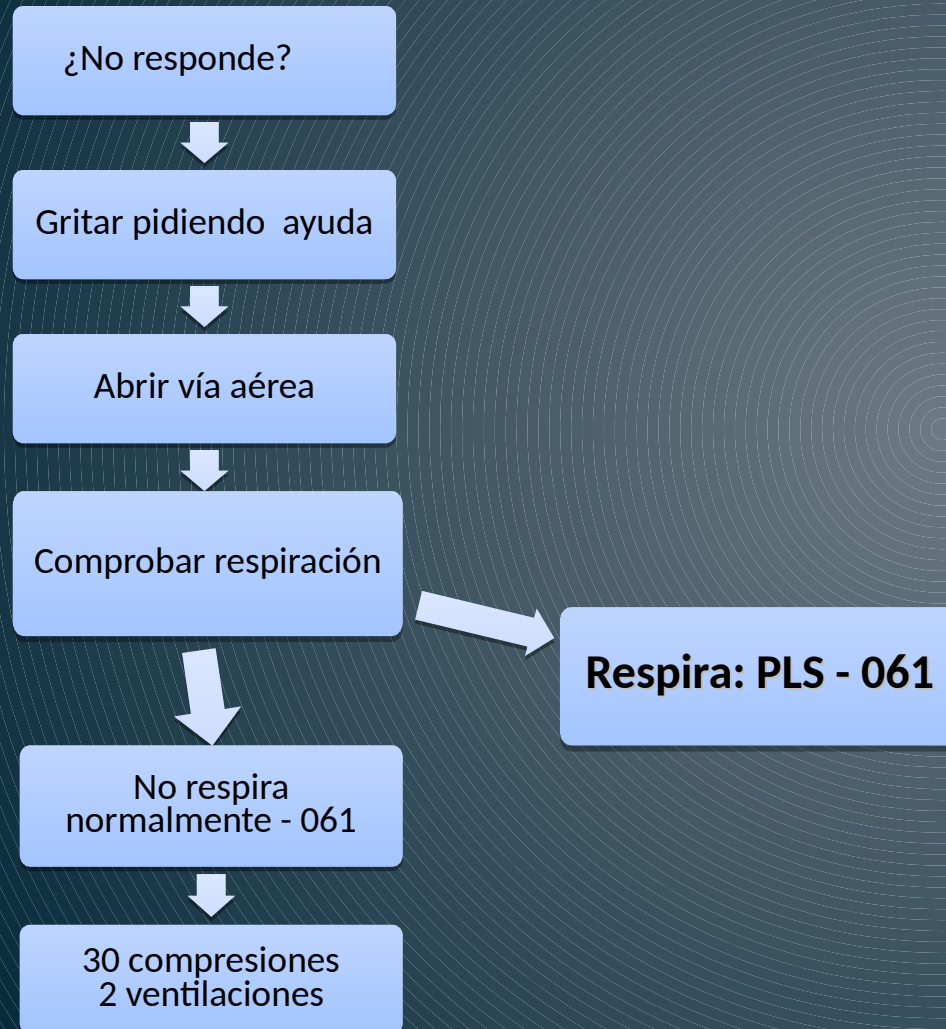 ¿No responde?
Gritar pidiendo  ayuda
Abrir vía aérea
Comprobar respiración
Respira: PLS - 061
No respira
normalmente - 061
30 compresiones
2 ventilaciones